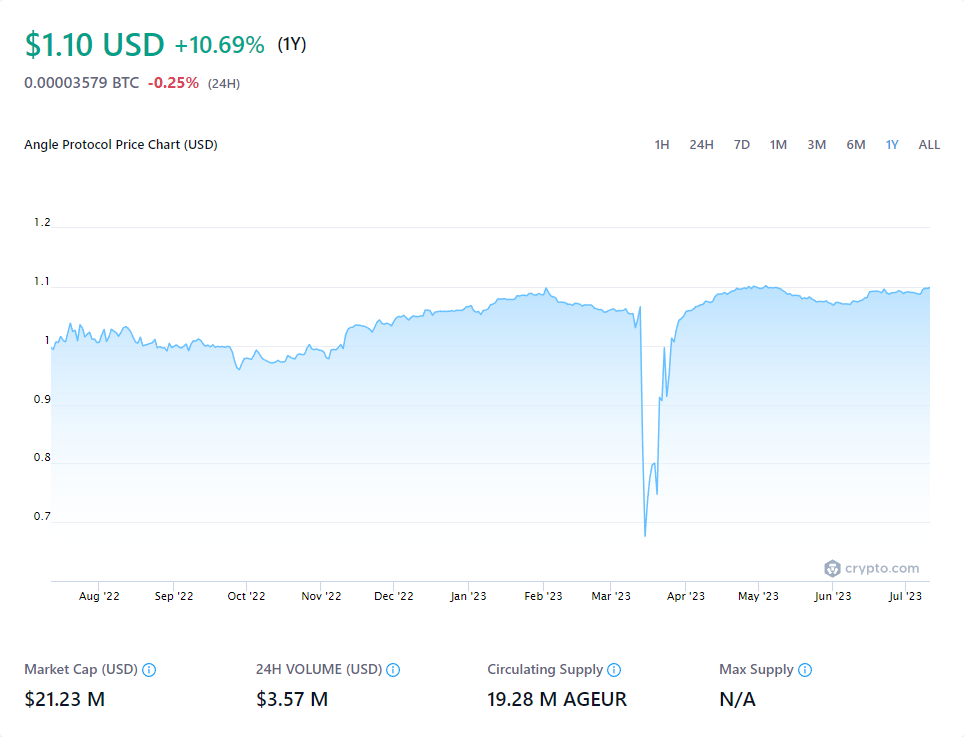 $1.10 USD +10.69% (1Y)
0.00003579 BTC -0.25% (24H)
Angle Protocol Price Chart (USD) 1H 24H 7D 1M 3M 6M 1Y ALL
1.2
1.1
1
0.9
0.8
0.7
crypto.com
Aug '22 Sep '22 Oct '22 Nov '22 Dec '22 Jan '23 Feb '23 Mar '23 Apr '23 May '23 Jun '23 Jul '23
Market Cap (USD) 24H VOLUME (USD) Circulating Supply Max Supply
$21.23 M $3.57 M 19.28 M AGEUR N/A